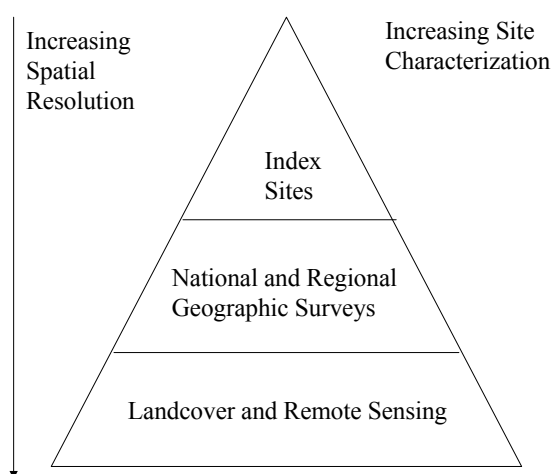 Increasing
Spatial
Resolution
Increasing Site
Characterization
Index
Sites
National and Regional
Geographic Surveys
Landcover and Remote Sensing